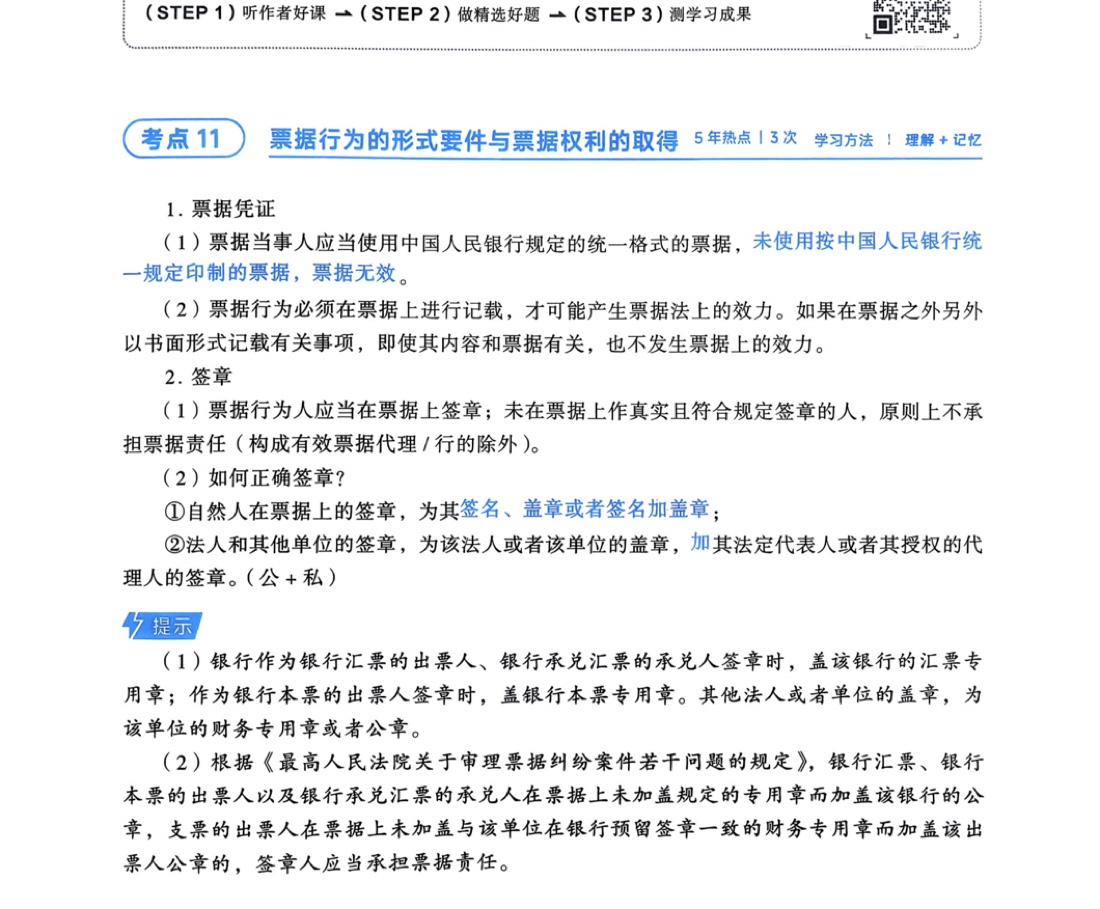 （STEP 1）听作者好课 ⇀（STEP 2）做精选好题 ⇀（STEP 3）测学习成果
考点 11 票据行为的形式要件与票据权利的取得 5 年热点 | 3 次 学习方法 ┆ 理解 + 记忆
1. 票据凭证
（1）票据当事人应当使用中国人民银行规定的统一格式的票据，未使用按中国人民银行统
一规定印制的票据，票据无效。
（2）票据行为必须在票据上进行记载，才可能产生票据法上的效力。如果在票据之外另外
以书面形式记载有关事项，即使其内容和票据有关，也不发生票据上的效力。
2. 签章
（1）票据行为人应当在票据上签章；未在票据上作真实且符合规定签章的人，原则上不承
担票据责任（构成有效票据代理 / 行的除外）。
（2）如何正确签章？
①自然人在票据上的签章，为其签名、盖章或者签名加盖章；
②法人和其他单位的签章，为该法人或者该单位的盖章，加其法定代表人或者其授权的代
理人的签章。（公 + 私）
提示
（1）银行作为银行汇票的出票人、银行承兑汇票的承兑人签章时，盖该银行的汇票专
用章；作为银行本票的出票人签章时，盖银行本票专用章。其他法人或者单位的盖章，为
该单位的财务专用章或者公章。
（2）根据《最高人民法院关于审理票据纠纷案件若干问题的规定》，银行汇票、银行
本票的出票人以及银行承兑汇票的承兑人在票据上未加盖规定的专用章而加盖该银行的公
章，支票的出票人在票据上未加盖与该单位在银行预留签章一致的财务专用章而加盖该出
票人公章的，签章人应当承担票据责任。